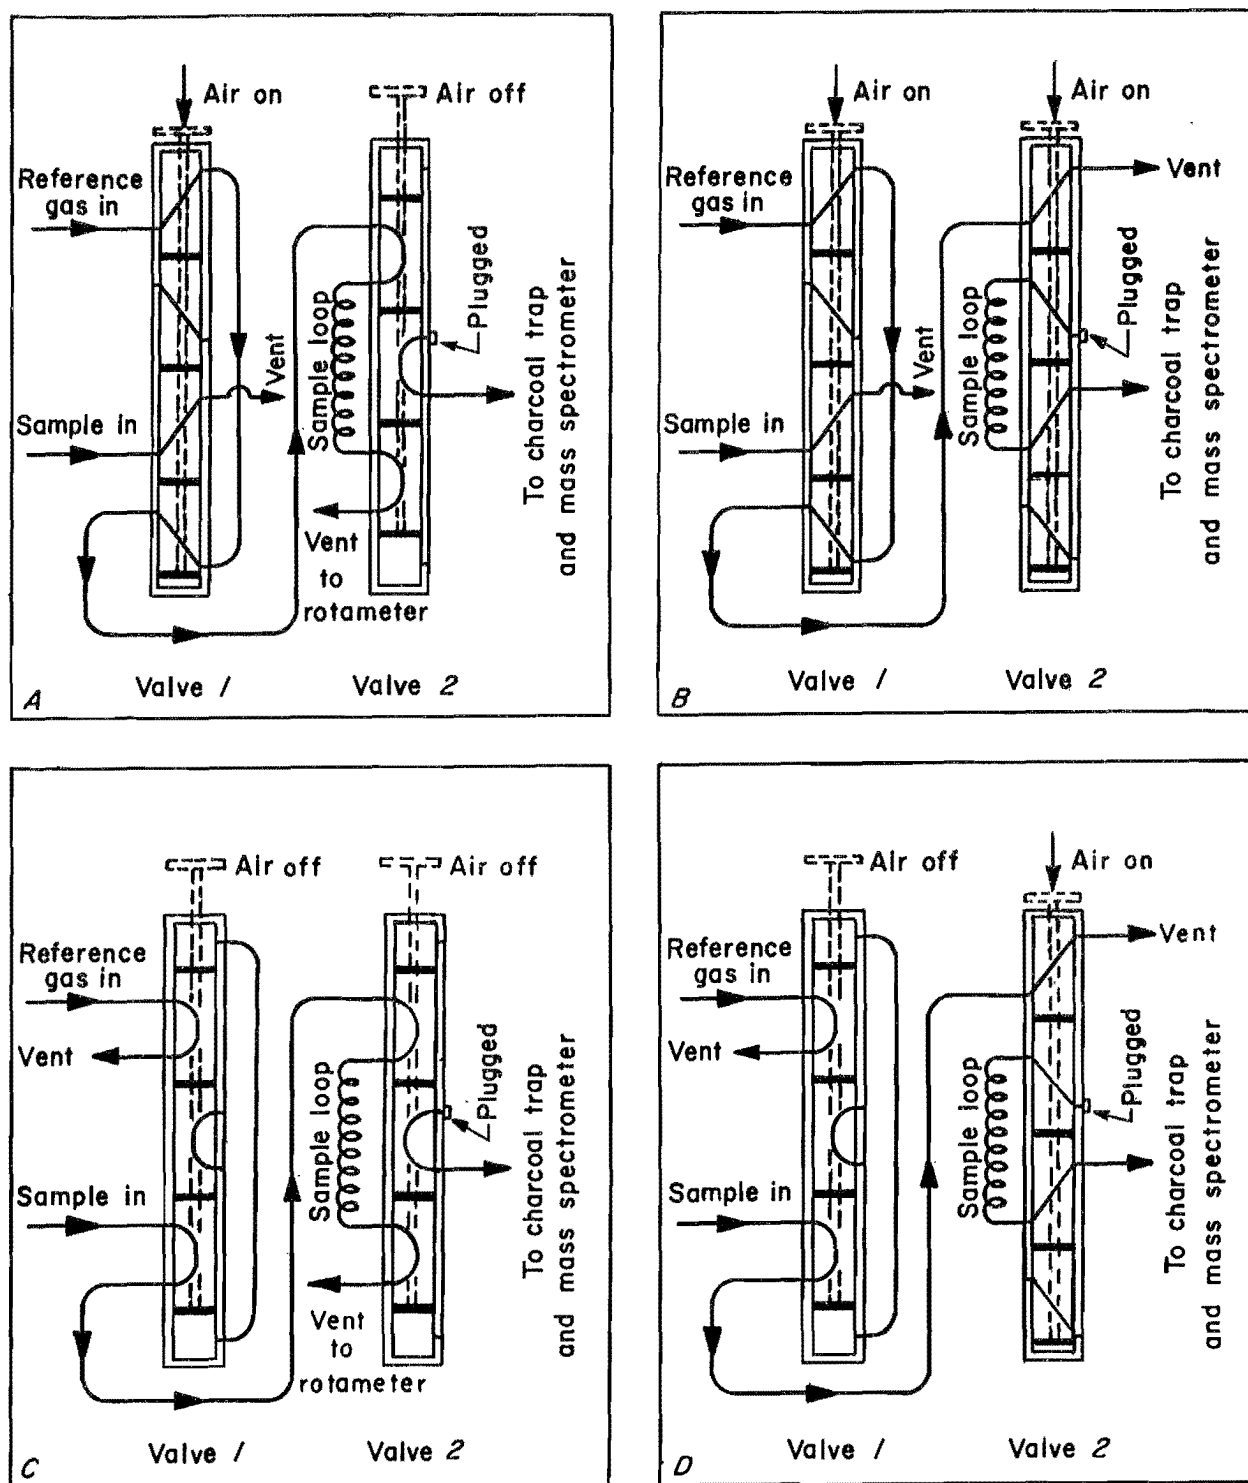 Air on
Air off
Reference
gas in
Plugged
Sample loop
Vent
Sample in
To charcoal trap
and mass spectrometer
Vent
to
rotameter
Valve 1
Valve 2
A
Air on
Air on
Reference
gas in
Vent
Plugged
Sample loop
Vent
Sample in
To charcoal trap
and mass spectrometer
Valve 1
Valve 2
B
Air off
Air off
Reference
gas in
Vent
Plugged
Sample loop
Sample in
To charcoal trap
and mass spectrometer
Vent
to
rotameter
Valve 1
Valve 2
C
Air off
Air on
Reference
gas in
Vent
Vent
Plugged
Sample loop
Sample in
To charcoal trap
and mass spectrometer
Valve 1
Valve 2
D